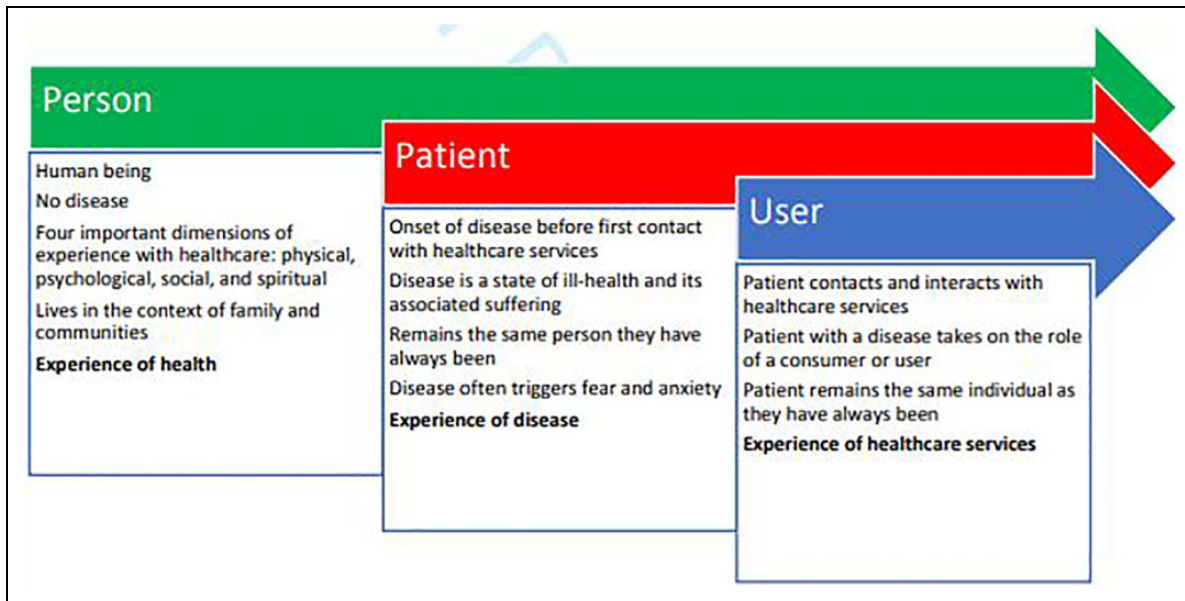 Person
Human being
No disease
Four important dimensions of
experience with healthcare: physical,
psychological, social, and spiritual
Lives in the context of family and
communities
Experience of health
Patient
Onset of disease before first contact
with healthcare services
Disease is a state of ill-health and its
associated suffering
Remains the same person they have
always been
Disease often triggers fear and anxiety
Experience of disease
User
Patient contacts and interacts with
healthcare services
Patient with a disease takes on the role
of a consumer or user
Patient remains the same individual as
they have always been
Experience of healthcare services